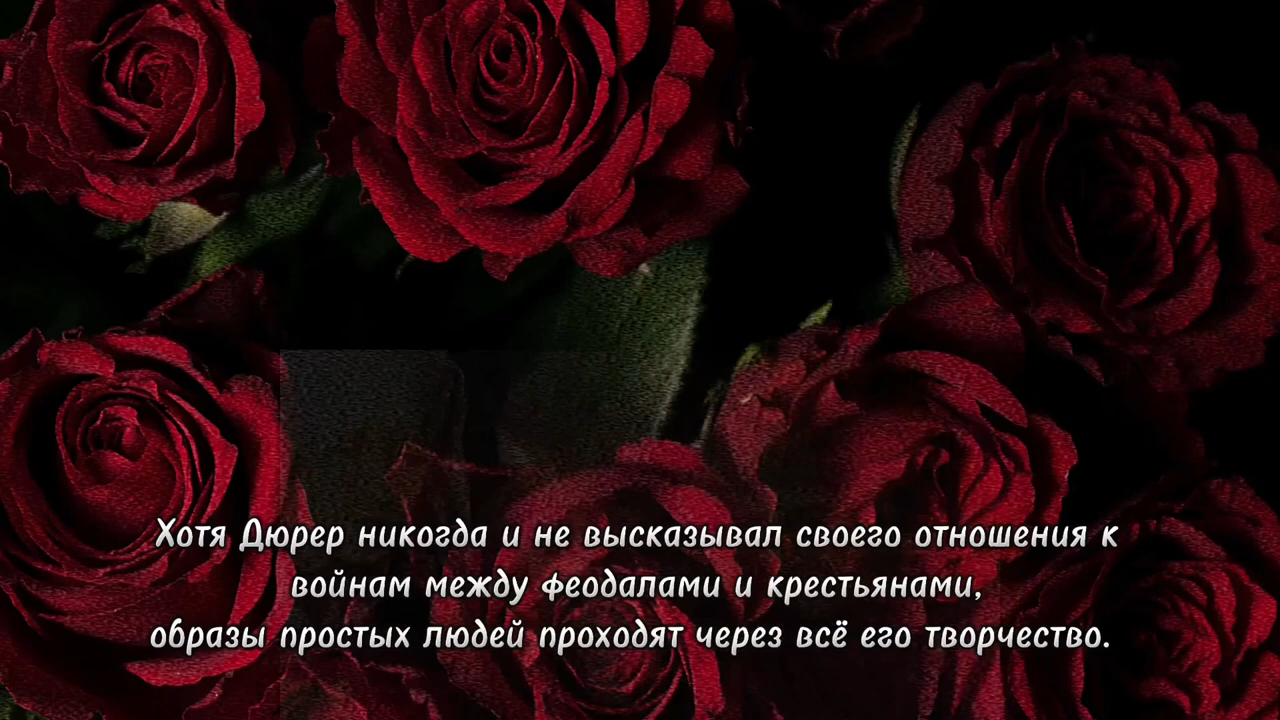 Хотя Дюрер никогда и не высказывал своего отношения к
войнам между феодалами и крестьянами,
образы простых людей проходят через всё его творчество.